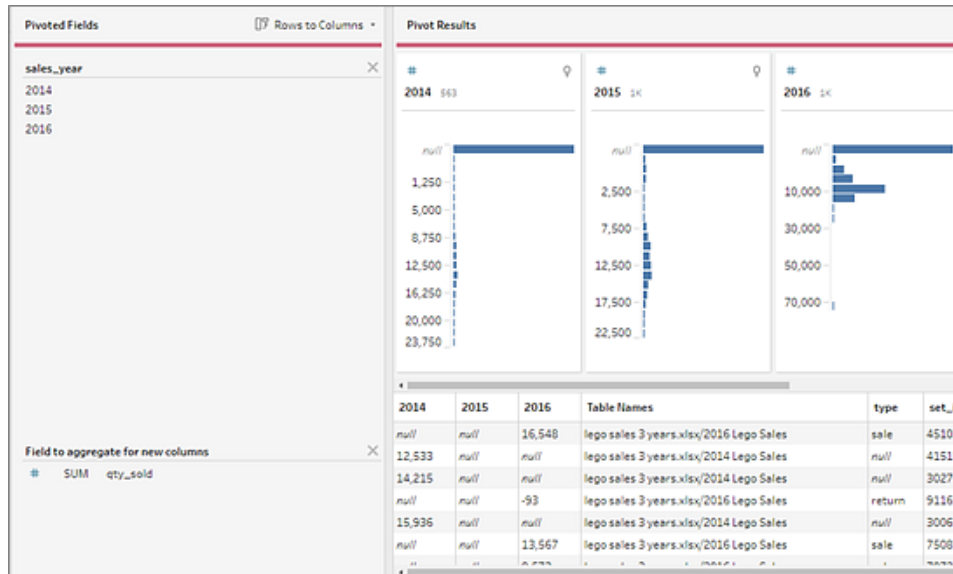 Pivoted Fields Rows to Columns
sales_year
2014
2015
2016
Field to aggregate for new columns
# SUM qty_sold
Pivot Results
#
2014 563
null
1,250
5,000
8,750
12,500
16,250
20,000
23,750
#
2015 1K
null
2,500
7,500
12,500
17,500
22,500
#
2016 1K
null
10,000
30,000
50,000
70,000
2014 2015 2016 Table Names type set_
null null 16,548 lego sales 3 years.xlsx/2016 Lego Sales sale 4510
12,533 null null lego sales 3 years.xlsx/2014 Lego Sales null 4151
14,215 null null lego sales 3 years.xlsx/2014 Lego Sales null 3027
null null -93 lego sales 3 years.xlsx/2016 Lego Sales return 9116
15,936 null null lego sales 3 years.xlsx/2014 Lego Sales null 3006
null null 13,567 lego sales 3 years.xlsx/2016 Lego Sales sale 7508